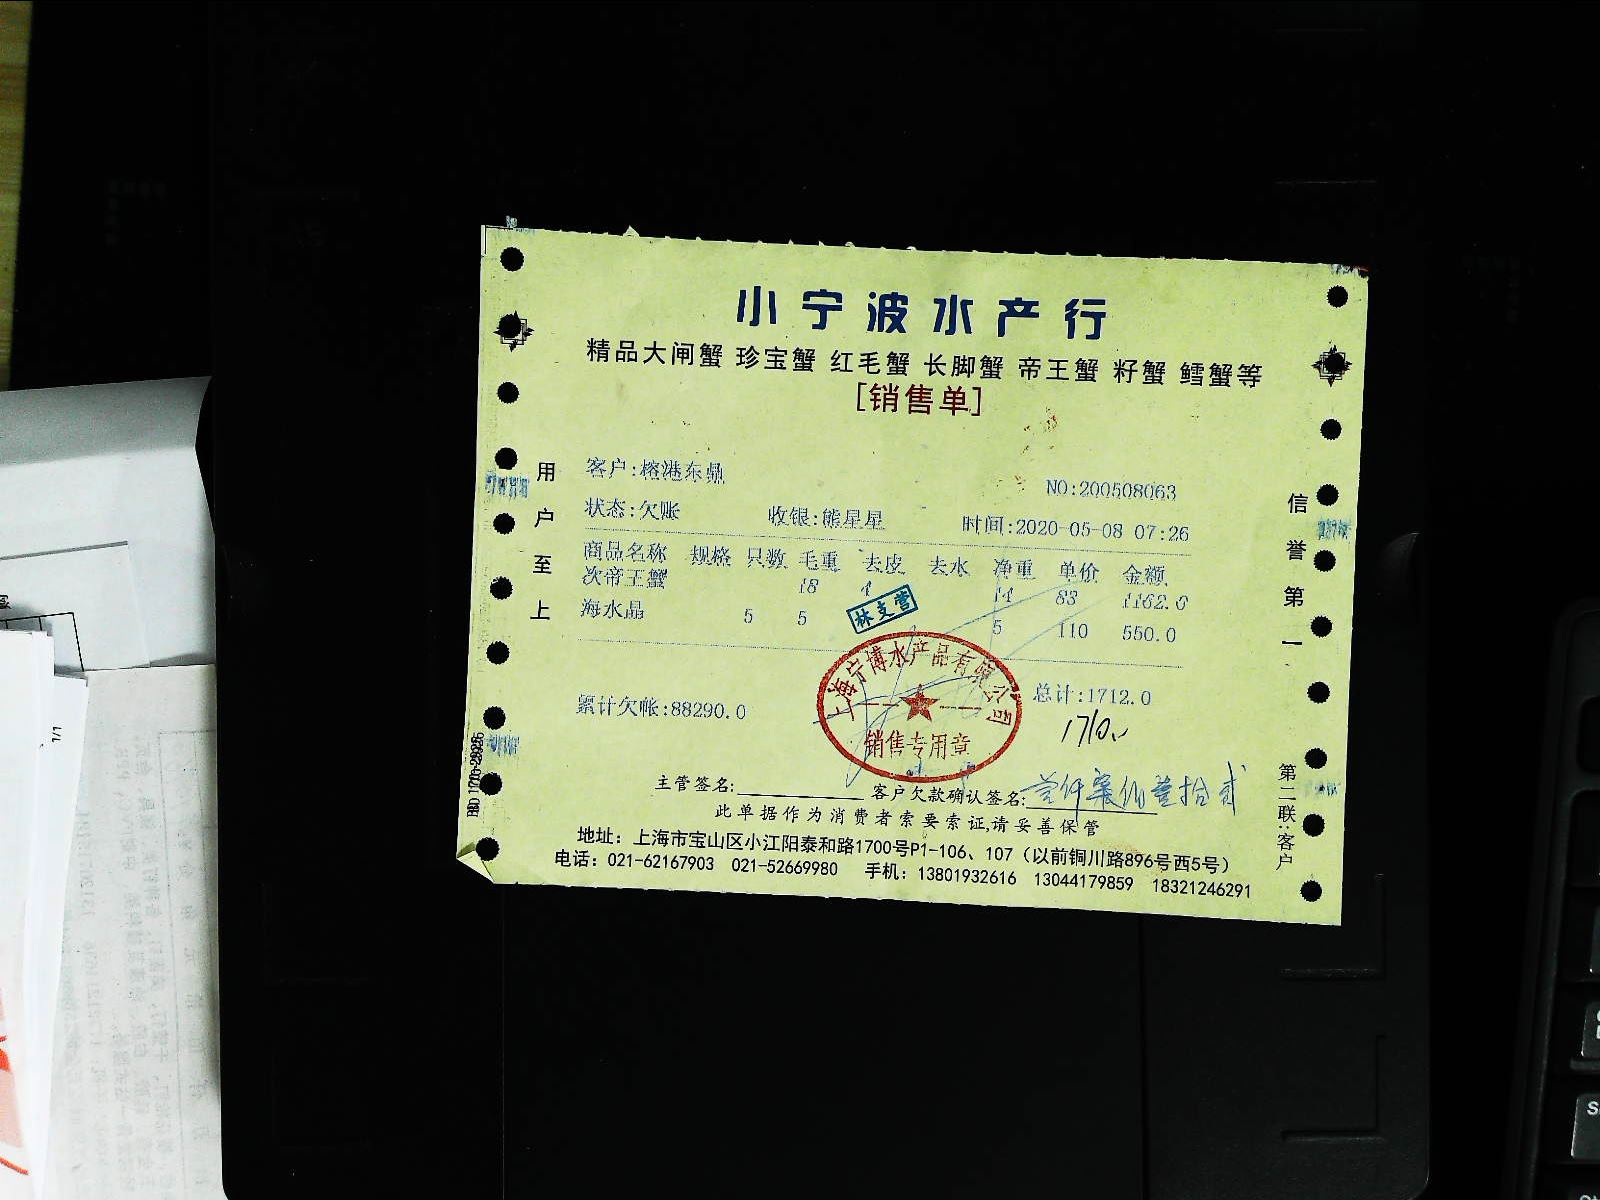 小宁波水产行
精品大闸蟹 珍宝蟹 红毛蟹 长脚蟹 帝王蟹 籽蟹 鳕蟹等
[销售单]
客户:榕港东鼎
NO:200508063
状态:欠账 收银:熊星星 时间:2020-05-08 07:26
商品名称 规格 只数 毛重 去皮 去水 净重 单价 金额
次帝王蟹 18 4 14 83 1162.0
海水晶 5 5 5 110 550.0
林支营
上海宁博水产品有限公司
销售专用章
累计欠帐:88290.0 总计:1712.0
1710.
主管签名: 客户欠款确认签名: 壹仟柒佰壹拾贰
此单据作为消费者索要索证,请妥善保管
地址：上海市宝山区小江阳泰和路1700号P1-106、107（以前铜川路896号西5号）
电话：021-62167903 021-52669980 手机：13801932616 13044179859 18321246291
用户至上
信誉第一
第二联:客户
1/1